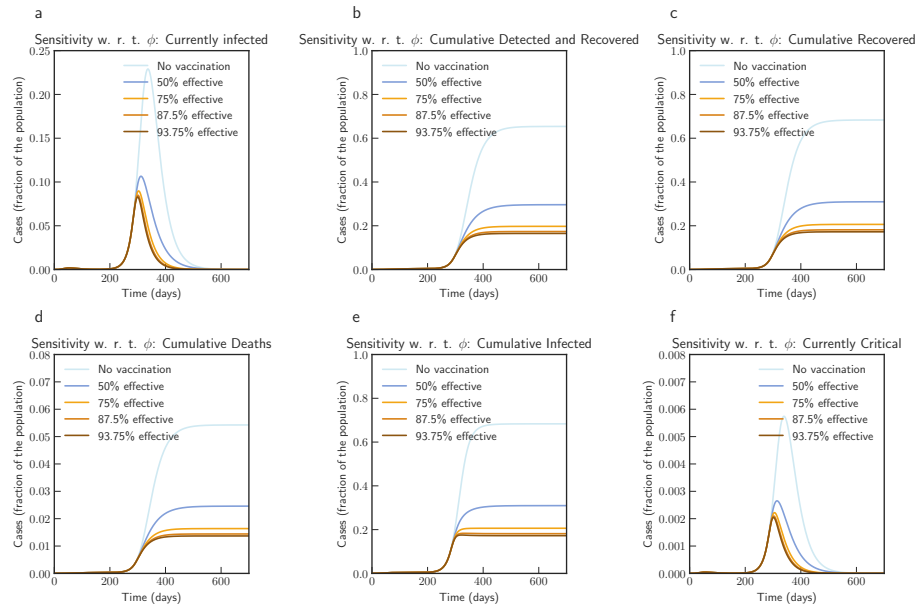 a
Sensitivity w. r. t. ϕ: Currently infected
0.25
0.20
0.15
0.10
0.05
0.00
Cases (fraction of the population)
No vaccination
50% effective
75% effective
87.5% effective
93.75% effective
0 200 400 600
Time (days)
b
Sensitivity w. r. t. ϕ: Cumulative Detected and Recovered
1.0
0.8
0.6
0.4
0.2
0.0
Cases (fraction of the population)
No vaccination
50% effective
75% effective
87.5% effective
93.75% effective
0 200 400 600
Time (days)
c
Sensitivity w. r. t. ϕ: Cumulative Recovered
1.0
0.8
0.6
0.4
0.2
0.0
Cases (fraction of the population)
No vaccination
50% effective
75% effective
87.5% effective
93.75% effective
0 200 400 600
Time (days)
d
Sensitivity w. r. t. ϕ: Cumulative Deaths
0.08
0.07
0.06
0.05
0.04
0.03
0.02
0.01
0.00
Cases (fraction of the population)
No vaccination
50% effective
75% effective
87.5% effective
93.75% effective
0 200 400 600
Time (days)
e
Sensitivity w. r. t. ϕ: Cumulative Infected
1.0
0.8
0.6
0.4
0.2
0.0
Cases (fraction of the population)
No vaccination
50% effective
75% effective
87.5% effective
93.75% effective
0 200 400 600
Time (days)
f
Sensitivity w. r. t. ϕ: Currently Critical
0.008
0.007
0.006
0.005
0.004
0.003
0.002
0.001
0.000
Cases (fraction of the population)
No vaccination
50% effective
75% effective
87.5% effective
93.75% effective
0 200 400 600
Time (days)